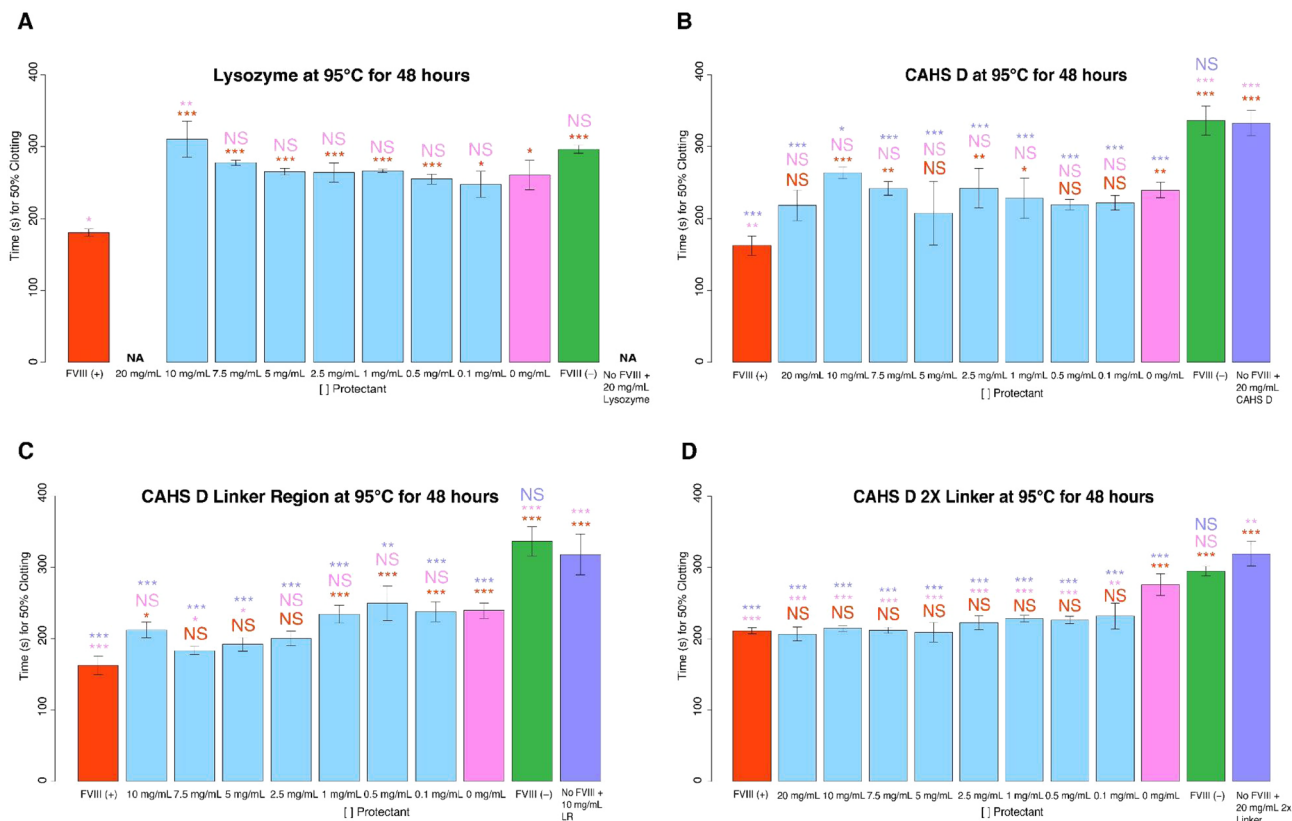 A
Lysozyme at 95°C for 48 hours
Time (s) for 50% Clotting
400
300
200
100
0
*
**
***
NS
***
NS
***
NS
***
NS
***
NS
***
NS
*
*
NS
***
NA
NA
FVIII (+)
20 mg/mL
10 mg/mL
7.5 mg/mL
5 mg/mL
2.5 mg/mL
1 mg/mL
0.5 mg/mL
0.1 mg/mL
0 mg/mL
FVIII (−)
No FVIII +
20 mg/mL
Lysozyme
[ ] Protectant
B
CAHS D at 95°C for 48 hours
Time (s) for 50% Clotting
400
300
200
100
0
***
**
***
NS
NS
*
NS
***
***
NS
**
***
NS
NS
***
NS
**
***
NS
*
***
NS
NS
***
NS
NS
***
**
NS
***
***
***
***
FVIII (+)
20 mg/mL
10 mg/mL
7.5 mg/mL
5 mg/mL
2.5 mg/mL
1 mg/mL
0.5 mg/mL
0.1 mg/mL
0 mg/mL
FVIII (−)
No FVIII +
20 mg/mL
CAHS D
[ ] Protectant
C
CAHS D Linker Region at 95°C for 48 hours
Time (s) for 50% Clotting
400
300
200
100
0
***
***
***
NS
*
***
*
NS
***
*
NS
***
NS
NS
***
NS
***
**
NS
***
***
NS
***
***
***
NS
***
***
***
***
FVIII (+)
10 mg/mL
7.5 mg/mL
5 mg/mL
2.5 mg/mL
1 mg/mL
0.5 mg/mL
0.1 mg/mL
0 mg/mL
FVIII (−)
No FVIII +
10 mg/mL
LR
[ ] Protectant
D
CAHS D 2X Linker at 95°C for 48 hours
Time (s) for 50% Clotting
400
300
200
100
0
***
***
***
***
NS
***
***
NS
***
***
NS
***
***
NS
***
***
NS
***
***
NS
***
***
NS
***
**
NS
***
***
NS
NS
***
**
***
FVIII (+)
20 mg/mL
10 mg/mL
7.5 mg/mL
5 mg/mL
2.5 mg/mL
1 mg/mL
0.5 mg/mL
0.1 mg/mL
0 mg/mL
FVIII (−)
No FVIII +
20 mg/mL 2x
Linker
[ ] Protectant